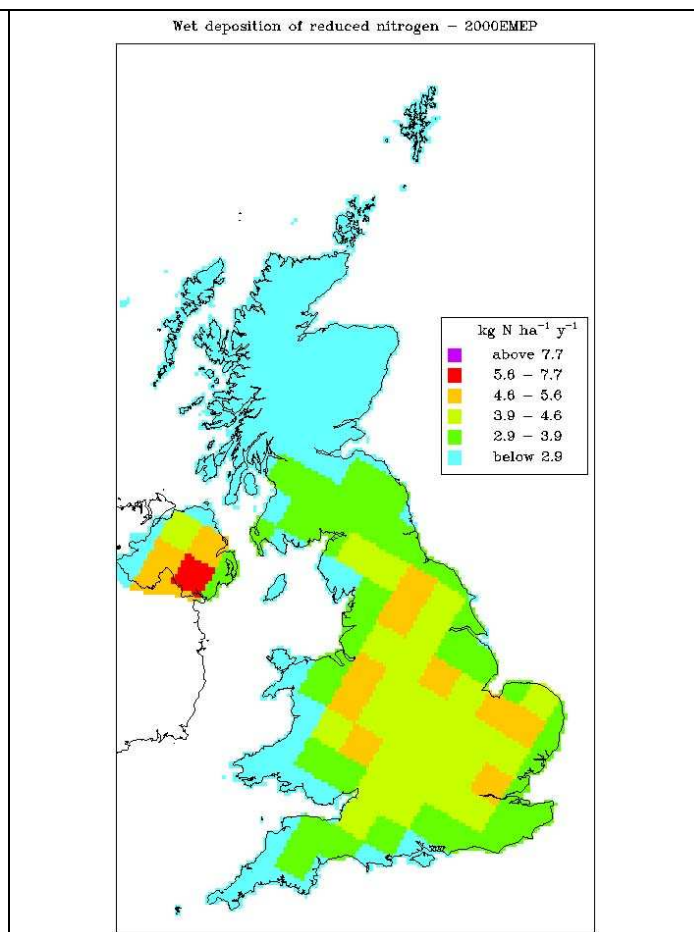 Wet deposition of reduced nitrogen – 2000EMEP
kg N ha⁻¹ y⁻¹
above 7.7
5.6 – 7.7
4.6 – 5.6
3.9 – 4.6
2.9 – 3.9
below 2.9